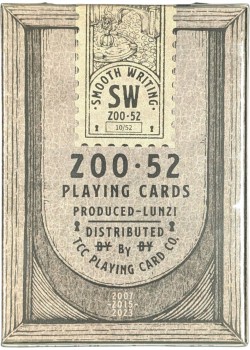 SMOOTH WRITING
SW
ZOO·52
10/52
ZOO·52
PLAYING CARDS
PRODUCED-LUNZI
DISTRIBUTED
BY By BY
TCC PLAYING CARD CO.
2007
-2015-
2023